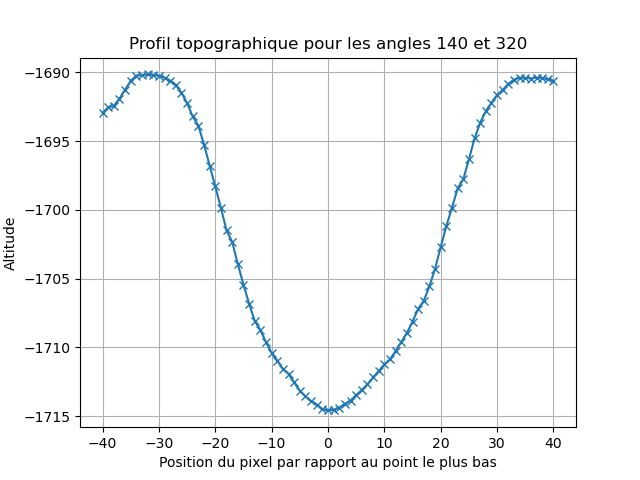 Profil topographique pour les angles 140 et 320
−1690
−1695
−1700
−1705
−1710
−1715
Altitude
−40 −30 −20 −10 0 10 20 30 40
Position du pixel par rapport au point le plus bas